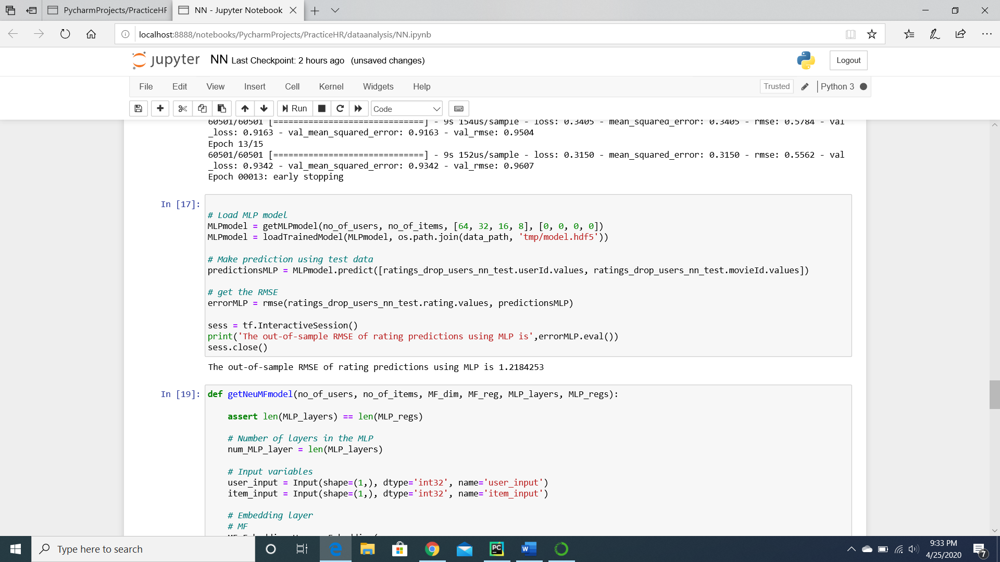 PycharmProjects/PracticeHF
NN - Jupyter Notebook
localhost:8888/notebooks/PycharmProjects/PracticeHR/dataanalysis/NN.ipynb
jupyter NN Last Checkpoint: 2 hours ago (unsaved changes)
Logout
File Edit View Insert Cell Kernel Widgets Help
Trusted
Python 3
Run
Code
60501/60501 [==============================] - 9s 154us/sample - loss: 0.3405 - mean_squared_error: 0.3405 - rmse: 0.5784 - val
_loss: 0.9163 - val_mean_squared_error: 0.9163 - val_rmse: 0.9504
Epoch 13/15
60501/60501 [==============================] - 9s 152us/sample - loss: 0.3150 - mean_squared_error: 0.3150 - rmse: 0.5562 - val
_loss: 0.9342 - val_mean_squared_error: 0.9342 - val_rmse: 0.9607
Epoch 00013: early stopping
In [17]:
# Load MLP model
MLPmodel = getMLPmodel(no_of_users, no_of_items, [64, 32, 16, 8], [0, 0, 0, 0])
MLPmodel = loadTrainedModel(MLPmodel, os.path.join(data_path, 'tmp/model.hdf5'))
# Make prediction using test data
predictionsMLP = MLPmodel.predict([ratings_drop_users_nn_test.userId.values, ratings_drop_users_nn_test.movieId.values])
# get the RMSE
errorMLP = rmse(ratings_drop_users_nn_test.rating.values, predictionsMLP)
sess = tf.InteractiveSession()
print('The out-of-sample RMSE of rating predictions using MLP is',errorMLP.eval())
sess.close()
The out-of-sample RMSE of rating predictions using MLP is 1.2184253
In [19]:
def getNeuMFmodel(no_of_users, no_of_items, MF_dim, MF_reg, MLP_layers, MLP_regs):
    assert len(MLP_layers) == len(MLP_regs)
    # Number of layers in the MLP
    num_MLP_layer = len(MLP_layers)
    # Input variables
    user_input = Input(shape=(1,), dtype='int32', name='user_input')
    item_input = Input(shape=(1,), dtype='int32', name='item_input')
    # Embedding layer
    # MF
Type here to search
PC
W
9:33 PM
4/25/2020
7